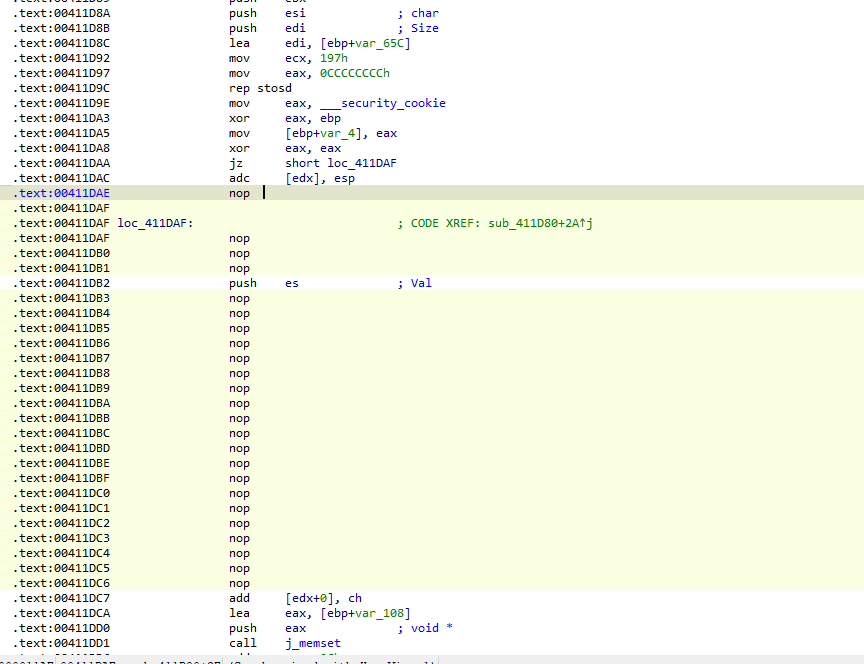 .text:00411D8A push esi ; char
.text:00411D8B push edi ; Size
.text:00411D8C lea edi, [ebp+var_65C]
.text:00411D92 mov ecx, 197h
.text:00411D97 mov eax, 0CCCCCCCCh
.text:00411D9C rep stosd
.text:00411D9E mov eax, ___security_cookie
.text:00411DA3 xor eax, ebp
.text:00411DA5 mov [ebp+var_4], eax
.text:00411DA8 xor eax, eax
.text:00411DAA jz short loc_411DAF
.text:00411DAC adc [edx], esp
.text:00411DAE nop
.text:00411DAF
.text:00411DAF loc_411DAF: ; CODE XREF: sub_411D80+2A↑j
.text:00411DAF nop
.text:00411DB0 nop
.text:00411DB1 nop
.text:00411DB2 push es ; Val
.text:00411DB3 nop
.text:00411DB4 nop
.text:00411DB5 nop
.text:00411DB6 nop
.text:00411DB7 nop
.text:00411DB8 nop
.text:00411DB9 nop
.text:00411DBA nop
.text:00411DBB nop
.text:00411DBC nop
.text:00411DBD nop
.text:00411DBE nop
.text:00411DBF nop
.text:00411DC0 nop
.text:00411DC1 nop
.text:00411DC2 nop
.text:00411DC3 nop
.text:00411DC4 nop
.text:00411DC5 nop
.text:00411DC6 nop
.text:00411DC7 add [edx+0], ch
.text:00411DCA lea eax, [ebp+var_108]
.text:00411DD0 push eax ; void *
.text:00411DD1 call j_memset